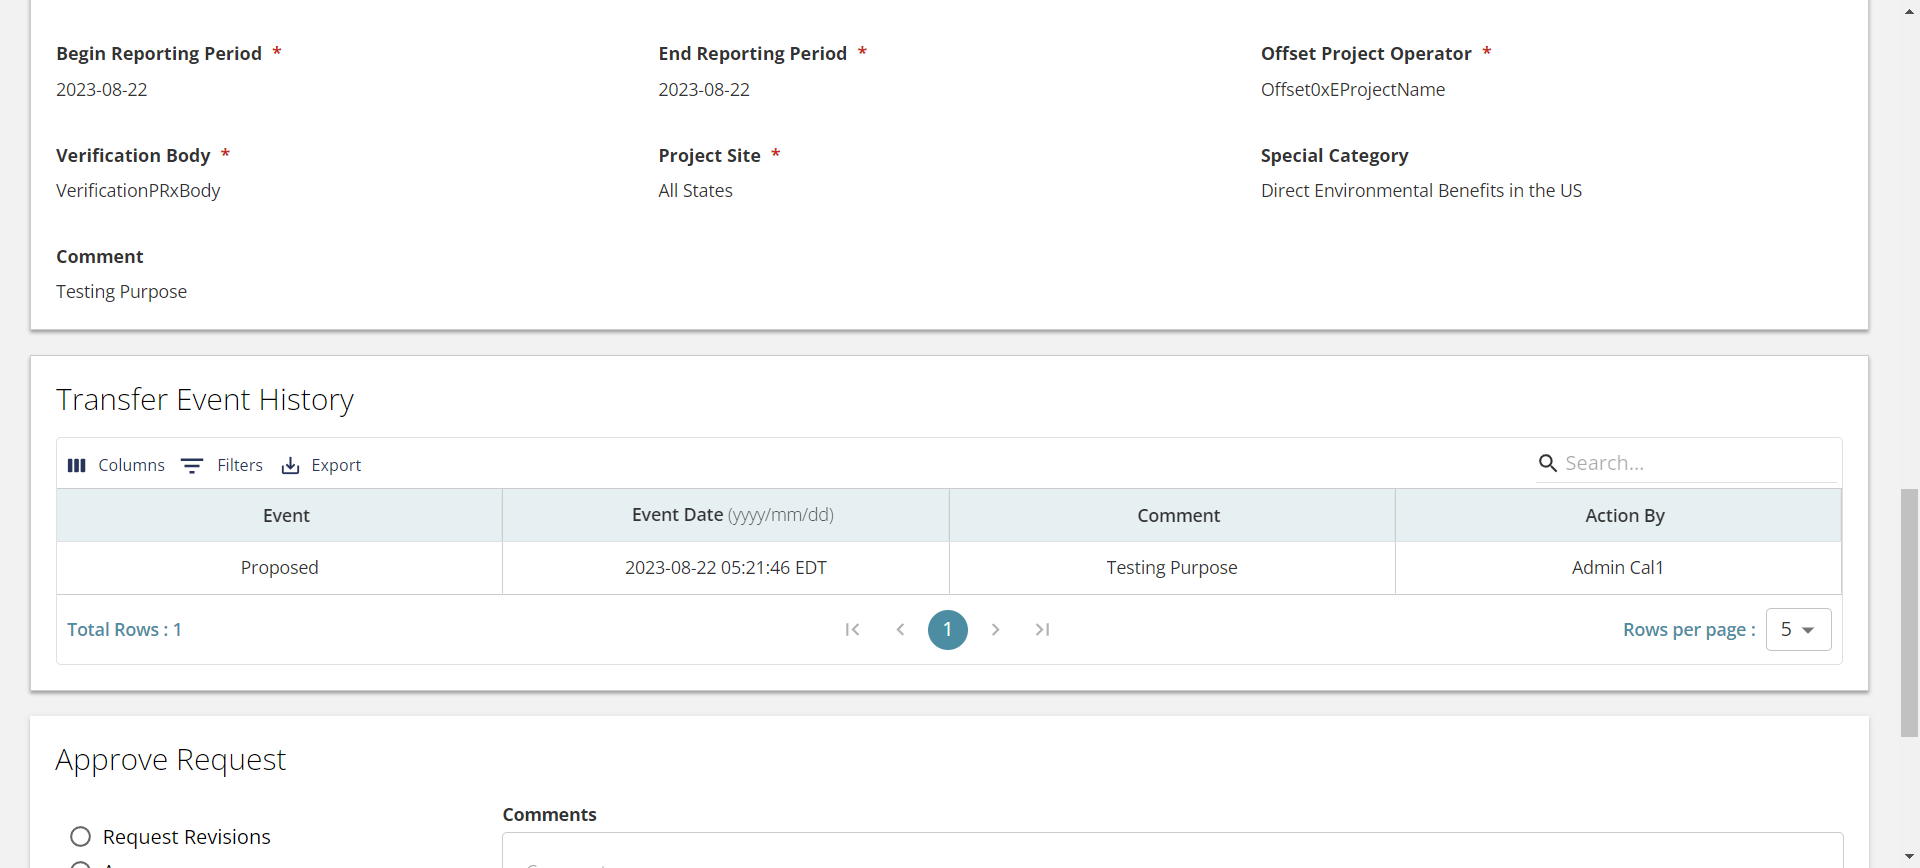 Begin Reporting Period * End Reporting Period * Offset Project Operator *
2023-08-22 2023-08-22 Offset0xEProjectName
Verification Body * Project Site * Special Category
VerificationPRxBody All States Direct Environmental Benefits in the US
Comment
Testing Purpose
Transfer Event History
Columns Filters Export Search...
Event Event Date (yyyy/mm/dd) Comment Action By
Proposed 2023-08-22 05:21:46 EDT Testing Purpose Admin Cal1
Total Rows : 1 1 Rows per page : 5
Approve Request
Comments
Request Revisions